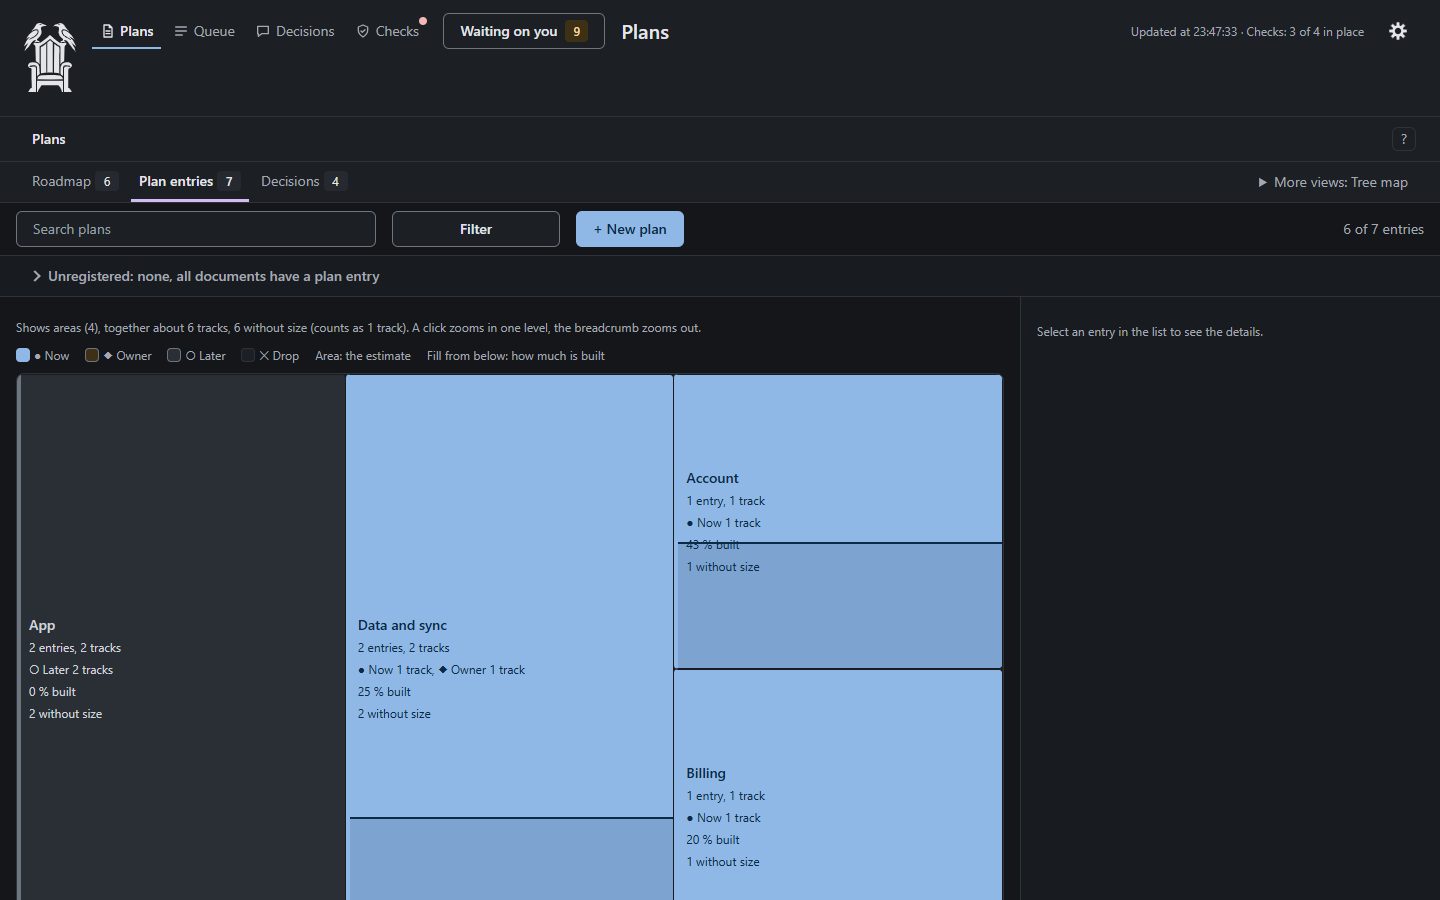 Plans
Queue
Decisions
Checks
Waiting on you 9
Plans
Updated at 23:47:33 · Checks: 3 of 4 in place
Plans
?
Roadmap 6
Plan entries 7
Decisions 4
▶ More views: Tree map
Search plans
Filter
+ New plan
6 of 7 entries
Unregistered: none, all documents have a plan entry
Shows areas (4), together about 6 tracks, 6 without size (counts as 1 track). A click zooms in one level, the breadcrumb zooms out.
● Now ◆ Owner ○ Later ✕ Drop Area: the estimate Fill from below: how much is built
Select an entry in the list to see the details.
App
2 entries, 2 tracks
○ Later 2 tracks
0 % built
2 without size
Data and sync
2 entries, 2 tracks
● Now 1 track, ◆ Owner 1 track
25 % built
2 without size
Account
1 entry, 1 track
● Now 1 track
43 % built
1 without size
Billing
1 entry, 1 track
● Now 1 track
20 % built
1 without size